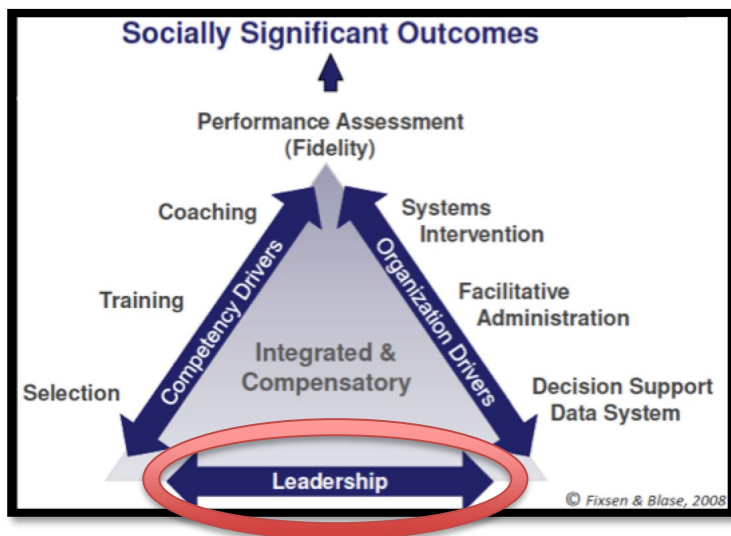 Socially Significant Outcomes
Performance Assessment
(Fidelity)
Coaching
Systems
Intervention
Training
Competency Drivers
Organization Drivers
Facilitative
Administration
Integrated &
Compensatory
Selection
Decision Support
Data System
Leadership
© Fixsen & Blase, 2008